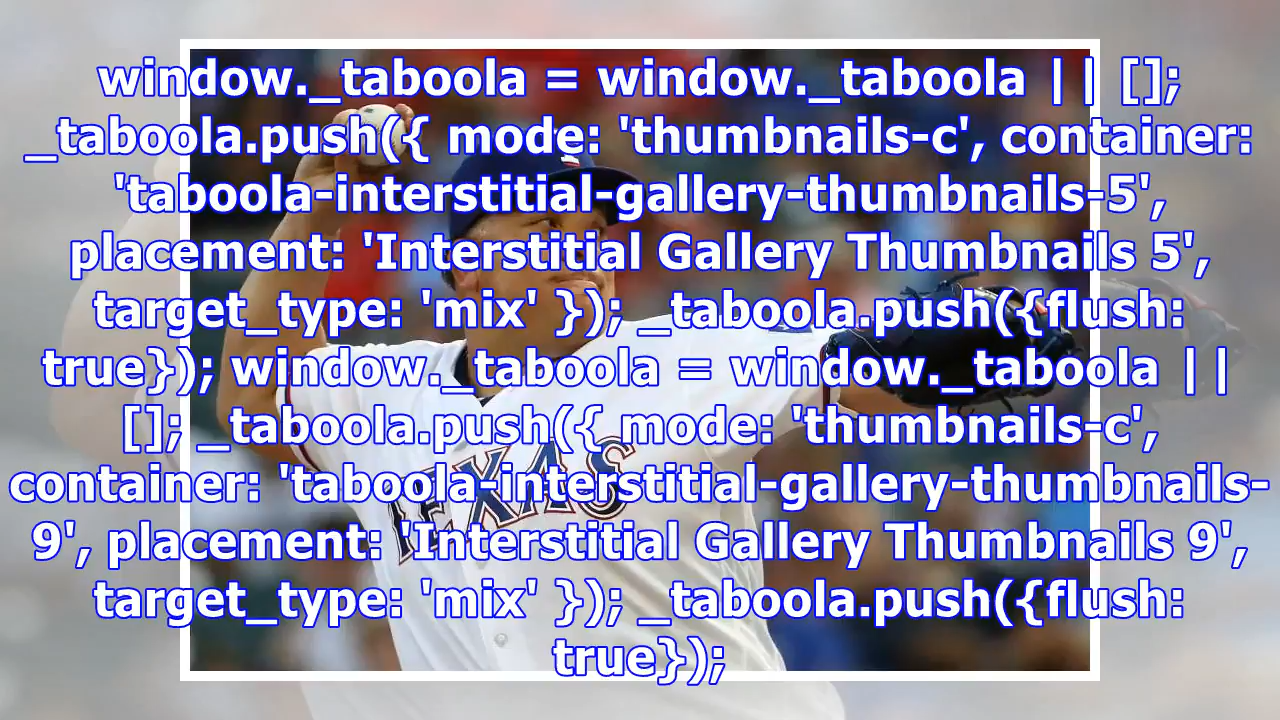 window._taboola = window._taboola || [];
_taboola.push({ mode: 'thumbnails-c', container:
'taboola-interstitial-gallery-thumbnails-5',
placement: 'Interstitial Gallery Thumbnails 5',
target_type: 'mix' }); _taboola.push({flush:
true}); window._taboola = window._taboola ||
[]; _taboola.push({ mode: 'thumbnails-c',
container: 'taboola-interstitial-gallery-thumbnails-
9', placement: 'Interstitial Gallery Thumbnails 9',
target_type: 'mix' }); _taboola.push({flush:
true});
TEXAS